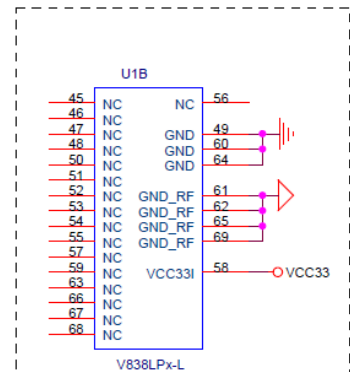 U1B
45 NC NC 56
46 NC
47 NC GND 49
48 NC GND 60
50 NC GND 64
51 NC
52 NC GND_RF 61
53 NC GND_RF 62
54 NC GND_RF 65
55 NC GND_RF 69
57 NC
59 NC VCC33I 58 VCC33
63 NC
66 NC
67 NC
68 NC
V838LPx-L